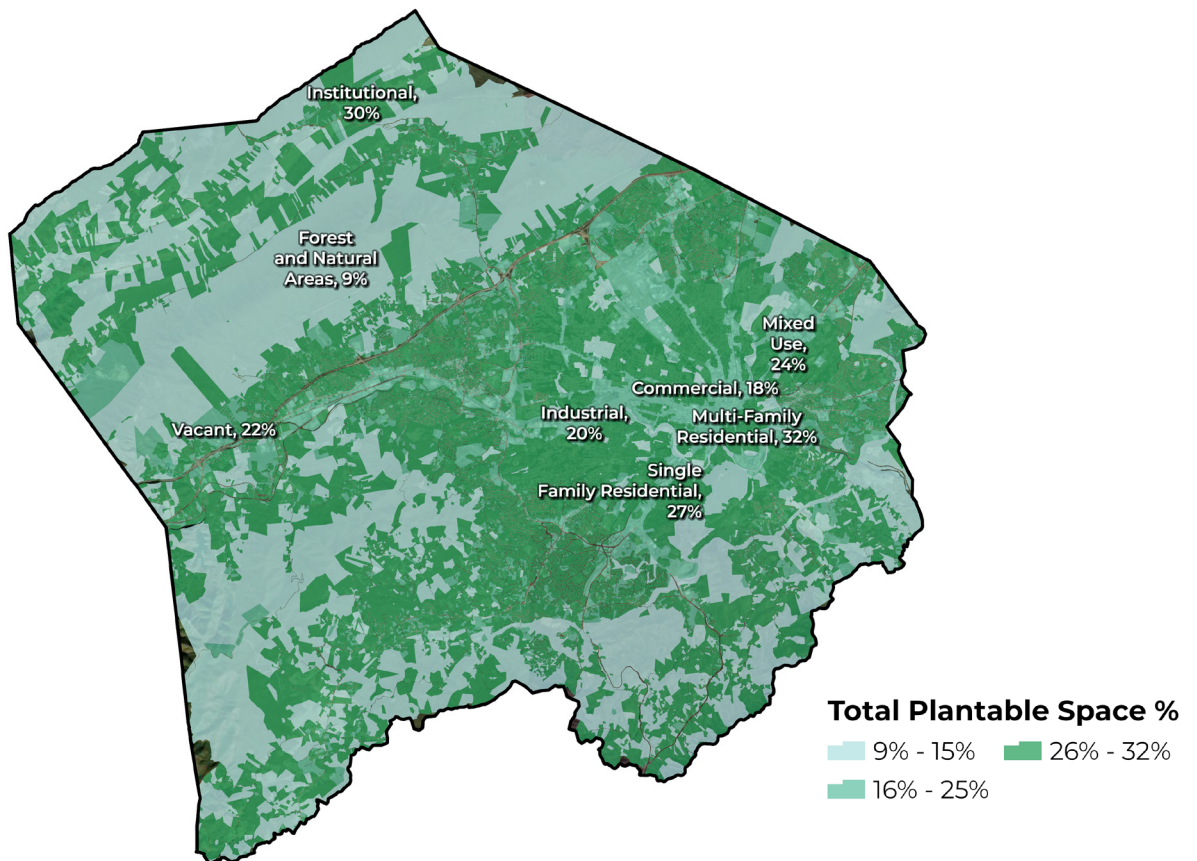 Institutional,
30%
Forest
and Natural
Areas, 9%
Mixed
Use,
24%
Commercial, 18%
Industrial,
20%
Multi-Family
Residential, 32%
Vacant, 22%
Single
Family Residential,
27%
Total Plantable Space %
9% - 15%
26% - 32%
16% - 25%